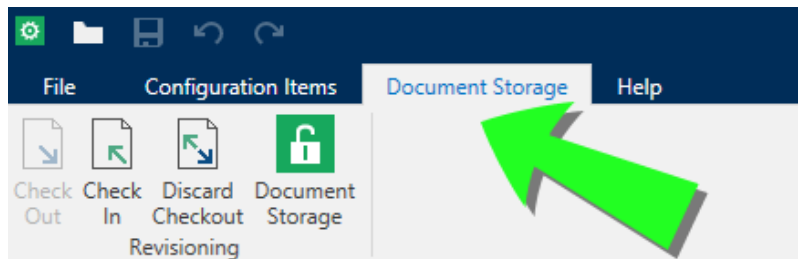 File Configuration Items Document Storage Help
Check Check Discard Document
Out In Checkout Storage
Revisioning